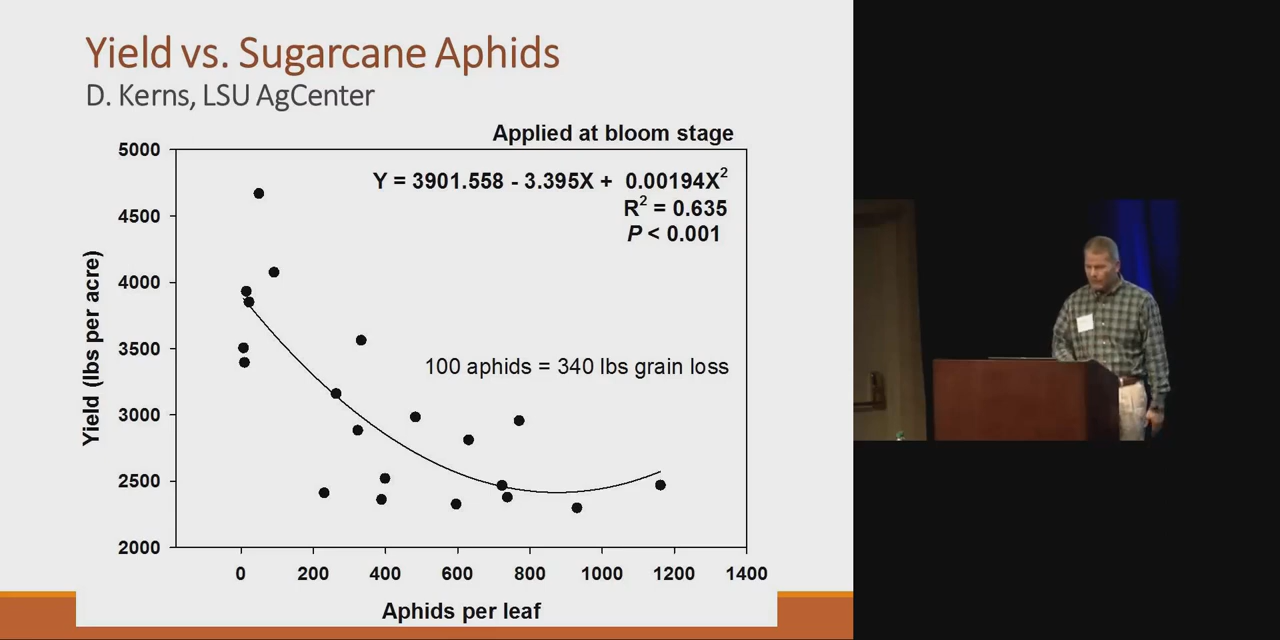 Yield vs. Sugarcane Aphids
D. Kerns, LSU AgCenter
Applied at bloom stage
Y = 3901.558 - 3.395X + 0.00194X²
R² = 0.635
P < 0.001
100 aphids = 340 lbs grain loss
Yield (lbs per acre)
5000
4500
4000
3500
3000
2500
2000
0 200 400 600 800 1000 1200 1400
Aphids per leaf